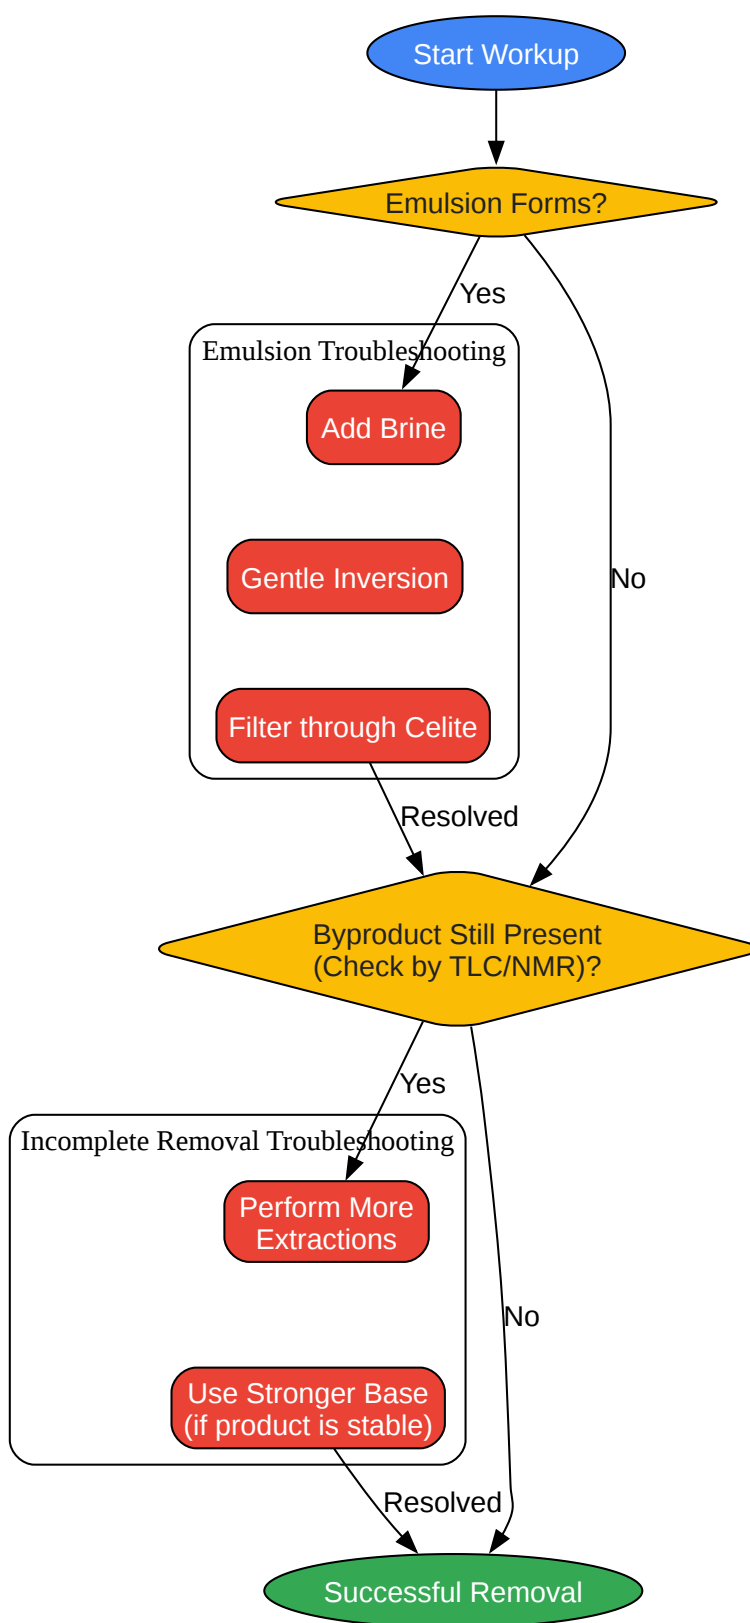 Start Workup
Emulsion Forms?
Yes
Emulsion Troubleshooting
Add Brine
Gentle Inversion
No
Filter through Celite
Resolved
Byproduct Still Present
(Check by TLC/NMR)?
Yes
Incomplete Removal Troubleshooting
Perform More
Extractions
No
Use Stronger Base
(if product is stable)
Resolved
Successful Removal